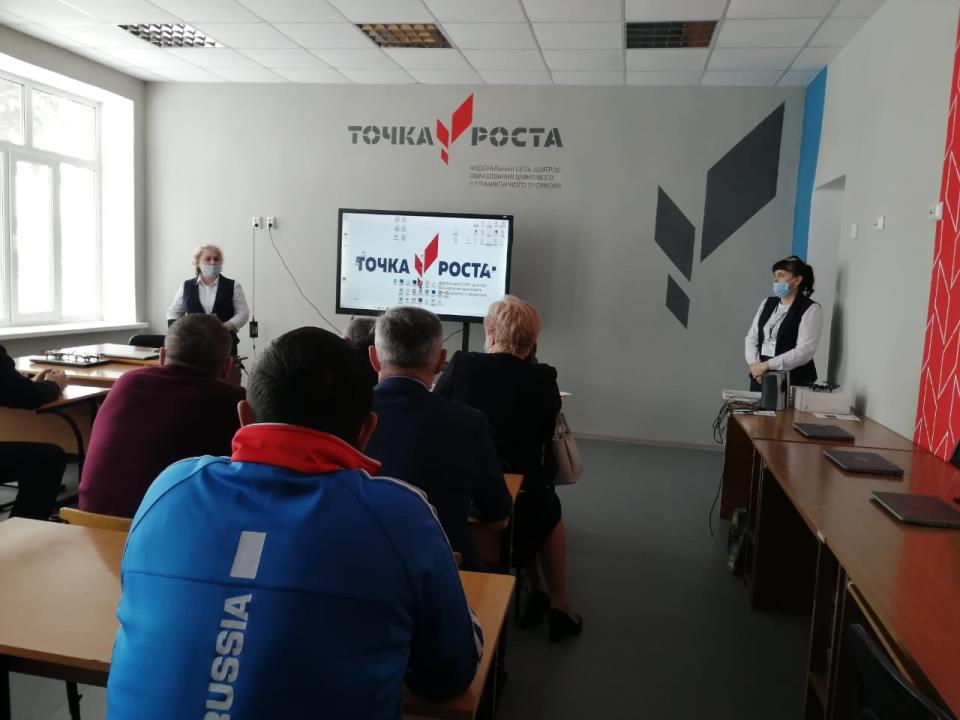 ТОЧКА РОСТА
ФЕДЕРАЛЬНАЯ СЕТЬ ЦЕНТРОВ
ОБРАЗОВАНИЯ ЦИФРОВОГО
И ГУМАНИТАРНОГО ПРОФИЛЕЙ
ТОЧКА РОСТА
RUSSIA